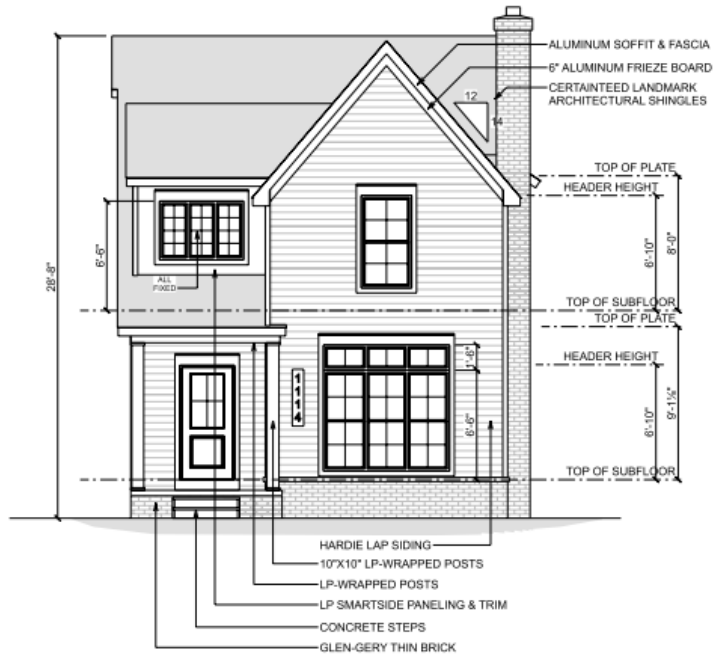 ALUMINUM SOFFIT & FASCIA
6" ALUMINUM FRIEZE BOARD
CERTAINTEED LANDMARK
ARCHITECTURAL SHINGLES
12
14
TOP OF PLATE
HEADER HEIGHT
28'-8"
6'-6"
6'-10"
8'-0"
ALL
FIXED
TOP OF SUBFLOOR
TOP OF PLATE
1'-6"
HEADER HEIGHT
1114
6'-6"
6'-10"
9'-1⅛"
TOP OF SUBFLOOR
HARDIE LAP SIDING
10"X10" LP-WRAPPED POSTS
LP-WRAPPED POSTS
LP SMARTSIDE PANELING & TRIM
CONCRETE STEPS
GLEN-GERY THIN BRICK